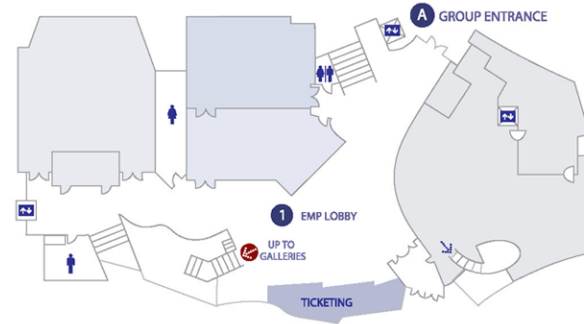 A GROUP ENTRANCE
1 EMP LOBBY
UP TO
GALLERIES
TICKETING